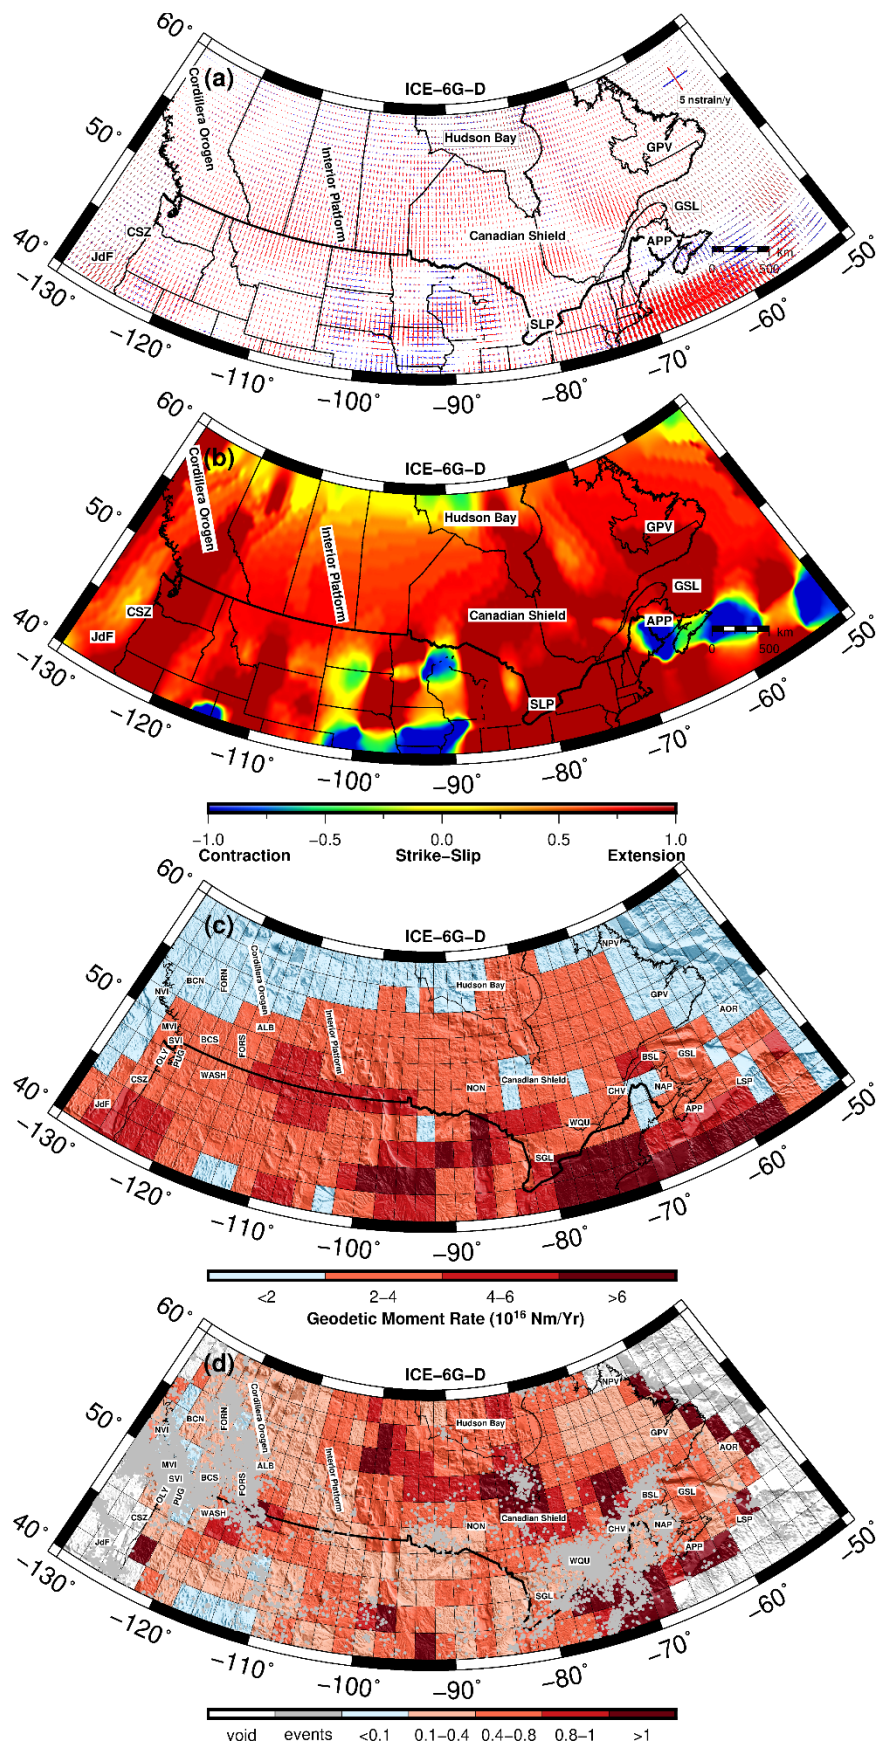 60°
(a)
ICE-6G-D
Cordillera Orogen
5 nstrain/y
50°
Hudson Bay
GPV
Interior Platform
GSL
CSZ
Canadian Shield
APP
JdF
km
0 500
40°
SLP
-50°
-130°
-60°
-120°
-70°
-110°
-80°
-100°
-90°
60°
(b)
ICE-6G-D
Cordillera Orogen
50°
Hudson Bay
GPV
Interior Platform
GSL
CSZ
Canadian Shield
APP
JdF
km
0 500
40°
SLP
-50°
-130°
-60°
-120°
-70°
-110°
-80°
-100°
-90°
-1.0 -0.5 0.0 0.5 1.0
Contraction Strike-Slip Extension
60°
(c)
ICE-6G-D
NPV
Cordillera Orogen
BCN
FORN
Hudson Bay
50°
NVI
GPV
AOR
MVI
ALB
Interior Platform
SVI
BCS
FORS
OLY
PUG
BSL
GSL
WASH
CSZ
NON
Canadian Shield
CHV
NAP
LSP
JdF
WQU
APP
40°
SGL
-50°
-130°
-60°
-120°
-70°
-110°
-80°
-100°
-90°
<2 2-4 4-6 >6
Geodetic Moment Rate (10¹⁶ Nm/Yr)
60°
(d)
ICE-6G-D
NPV
Cordillera Orogen
BCN
FORN
Hudson Bay
50°
NVI
GPV
AOR
MVI
ALB
Interior Platform
SVI
BCS
FORS
OLY
PUG
BSL
GSL
WASH
CSZ
NON
Canadian Shield
CHV
NAP
LSP
JdF
WQU
APP
40°
SGL
-50°
-130°
-60°
-120°
-70°
-110°
-80°
-100°
-90°
void events <0.1 0.1-0.4 0.4-0.8 0.8-1 >1